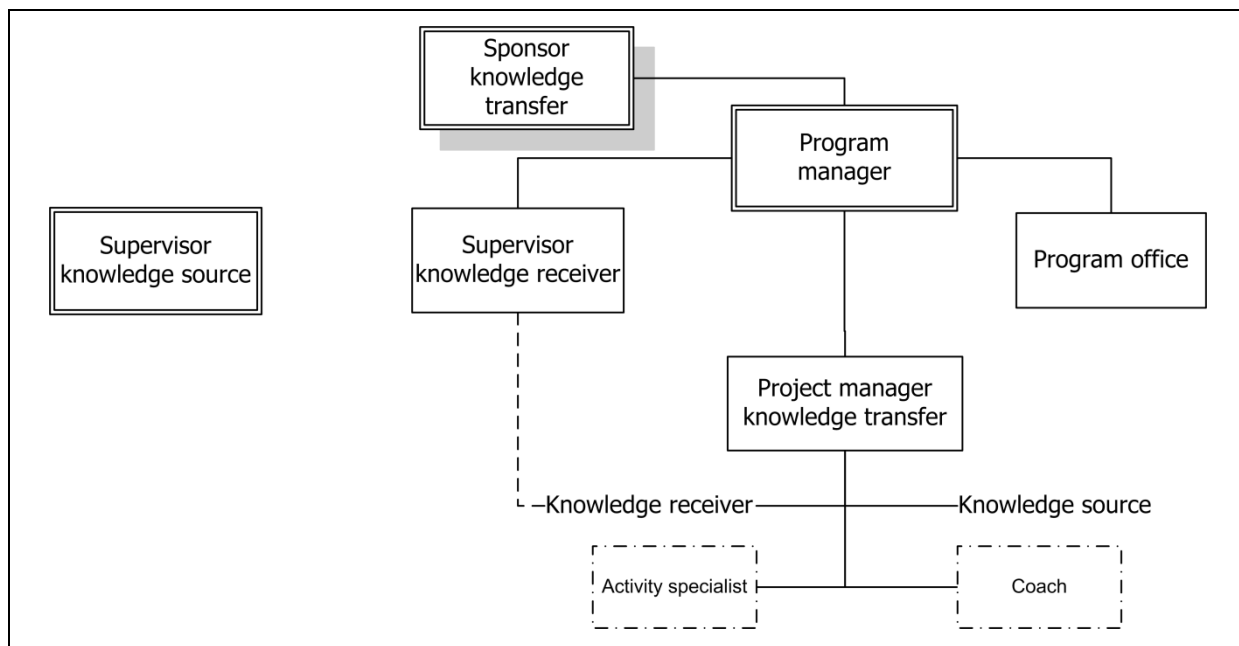 Sponsor
knowledge
transfer
Program
manager
Supervisor
knowledge source
Supervisor
knowledge receiver
Program office
Project manager
knowledge transfer
Knowledge receiver
Knowledge source
Activity specialist
Coach